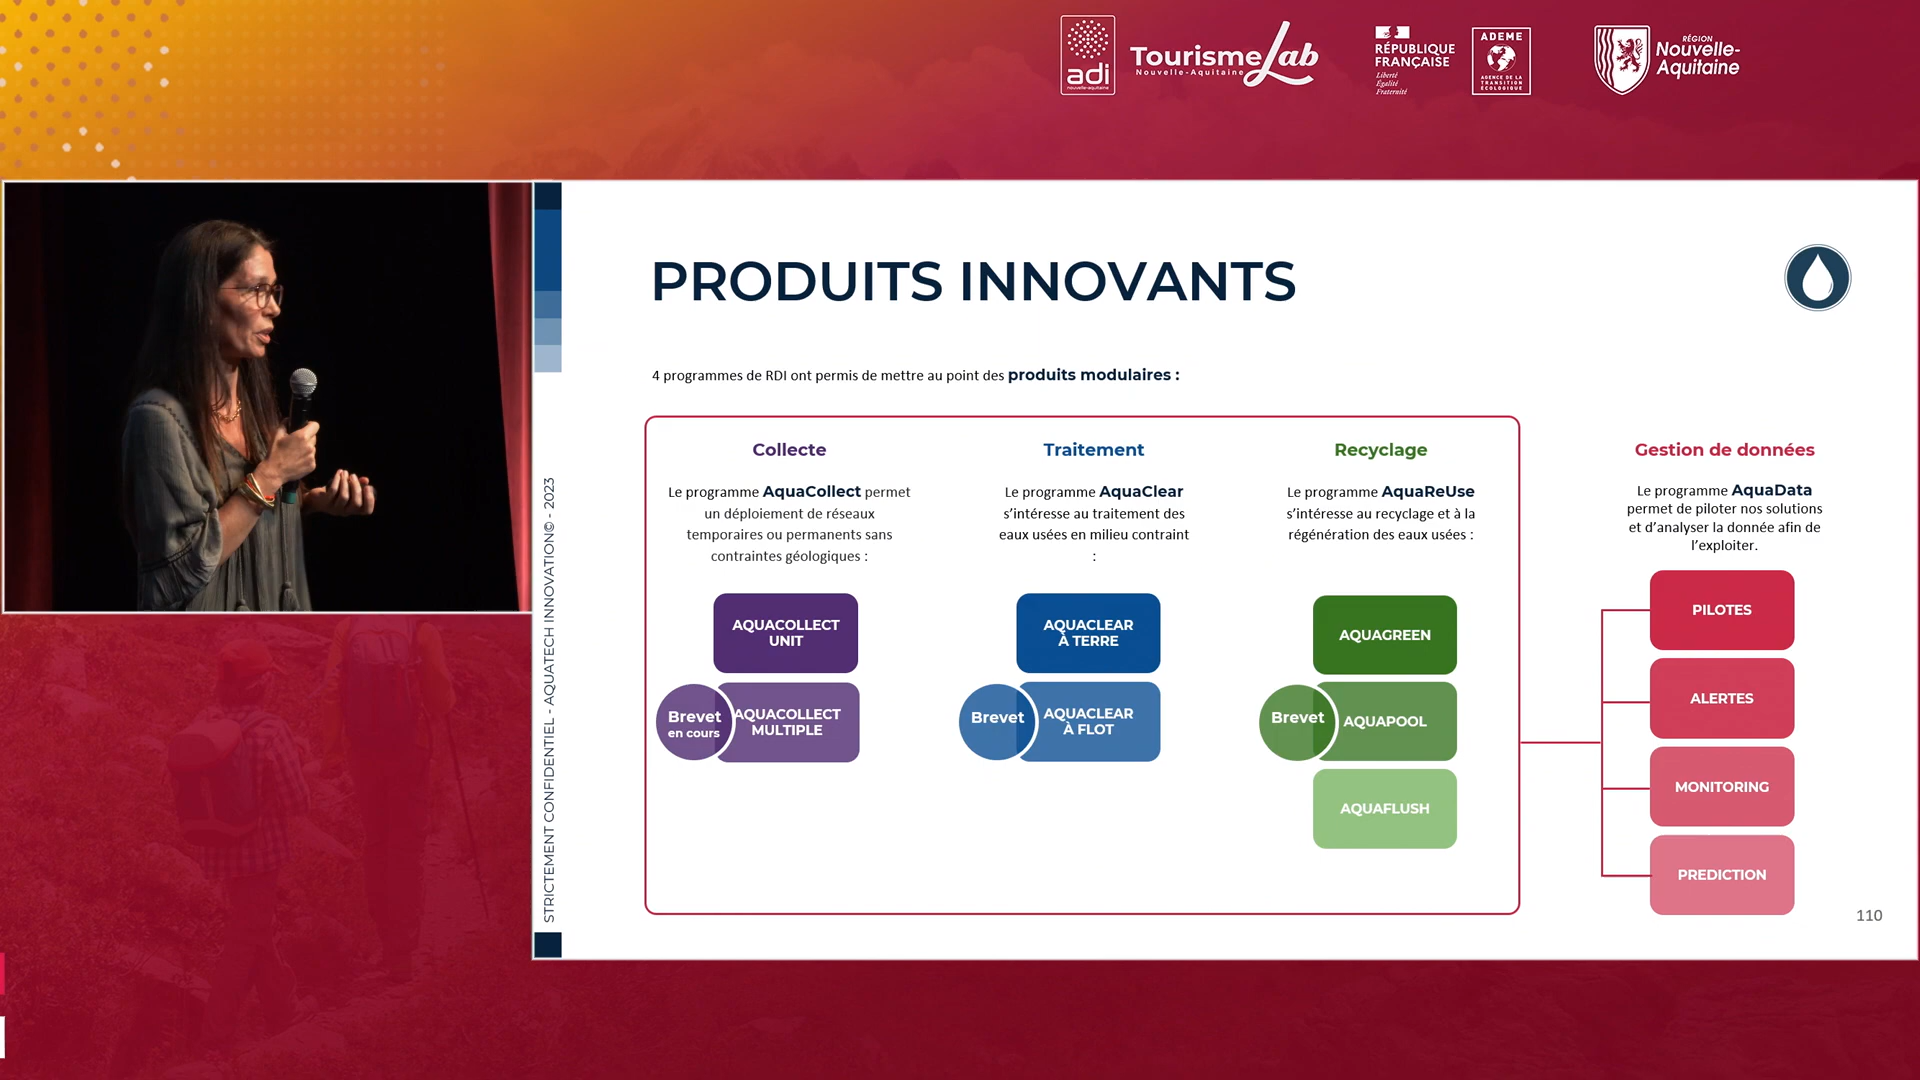 adi
nouvelle-aquitaine
TourismeLab
Nouvelle-Aquitaine
RÉPUBLIQUE
FRANÇAISE
Liberté
Égalité
Fraternité
ADEME
AGENCE DE LA
TRANSITION
ÉCOLOGIQUE
RÉGION
Nouvelle-
Aquitaine
STRICTEMENT CONFIDENTIEL - AQUATECH INNOVATION© - 2023
PRODUITS INNOVANTS
4 programmes de RDI ont permis de mettre au point des produits modulaires :
Collecte
Le programme AquaCollect permet
un déploiement de réseaux
temporaires ou permanents sans
contraintes géologiques :
AQUACOLLECT
UNIT
Brevet
en cours
AQUACOLLECT
MULTIPLE
Traitement
Le programme AquaClear
s’intéresse au traitement des
eaux usées en milieu contraint
:
AQUACLEAR
À TERRE
Brevet
AQUACLEAR
À FLOT
Recyclage
Le programme AquaReUse
s’intéresse au recyclage et à la
régénération des eaux usées :
AQUAGREEN
Brevet
AQUAPOOL
AQUAFLUSH
Gestion de données
Le programme AquaData
permet de piloter nos solutions
et d’analyser la donnée afin de
l’exploiter.
PILOTES
ALERTES
MONITORING
PREDICTION
110